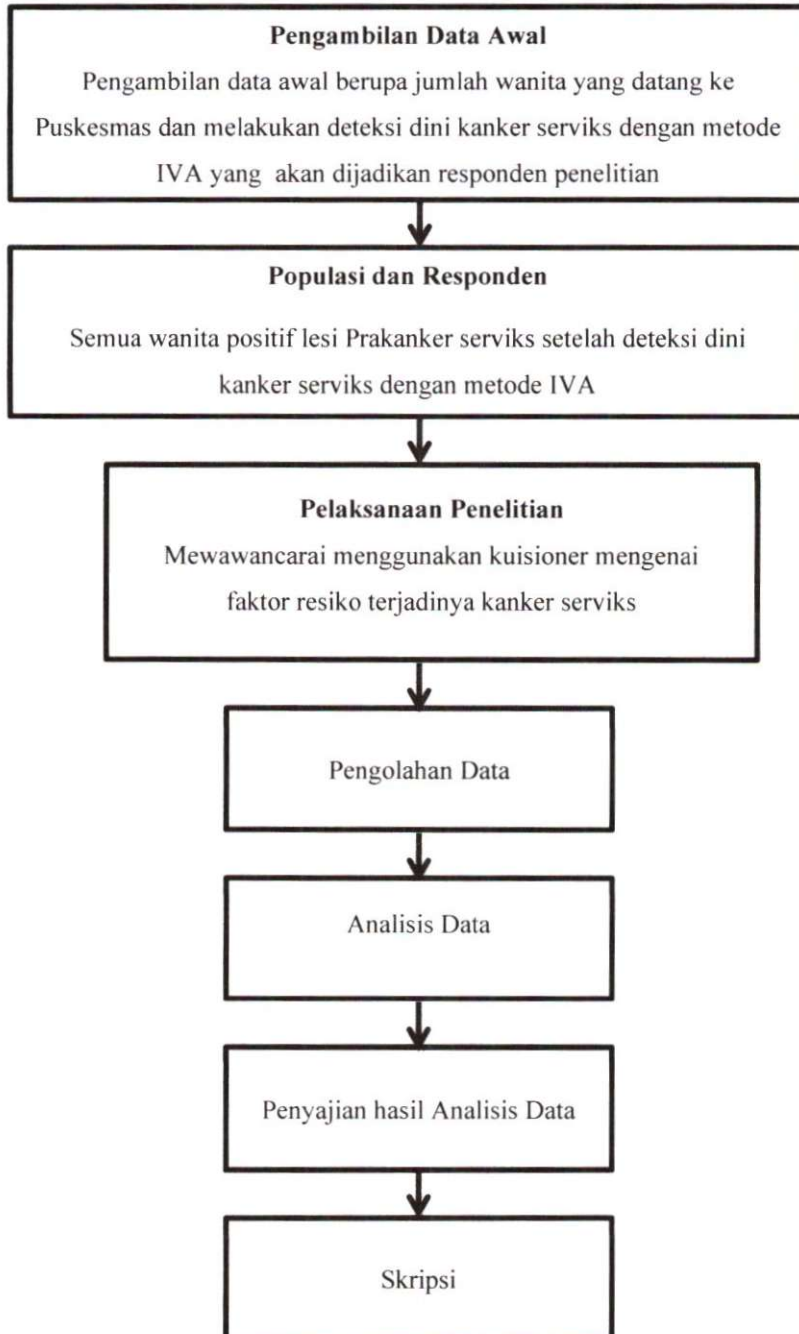 Pengambilan Data Awal
Pengambilan data awal berupa jumlah wanita yang datang ke
Puskesmas dan melakukan deteksi dini kanker serviks dengan metode
IVA yang akan dijadikan responden penelitian
Populasi dan Responden
Semua wanita positif lesi Prakanker serviks setelah deteksi dini
kanker serviks dengan metode IVA
Pelaksanaan Penelitian
Mewawancarai menggunakan kuisioner mengenai
faktor resiko terjadinya kanker serviks
Pengolahan Data
Analisis Data
Penyajian hasil Analisis Data
Skripsi